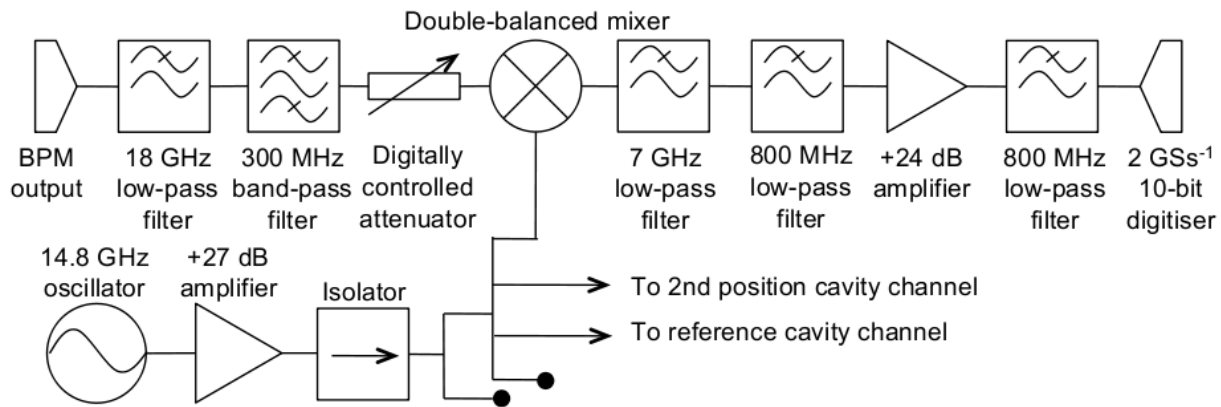 Double-balanced mixer
BPM
output
18 GHz
low-pass
filter
300 MHz
band-pass
filter
Digitally
controlled
attenuator
7 GHz
low-pass
filter
800 MHz
low-pass
filter
+24 dB
amplifier
800 MHz
low-pass
filter
2 GSs⁻¹
10-bit
digitiser
14.8 GHz
oscillator
+27 dB
amplifier
Isolator
To 2nd position cavity channel
To reference cavity channel